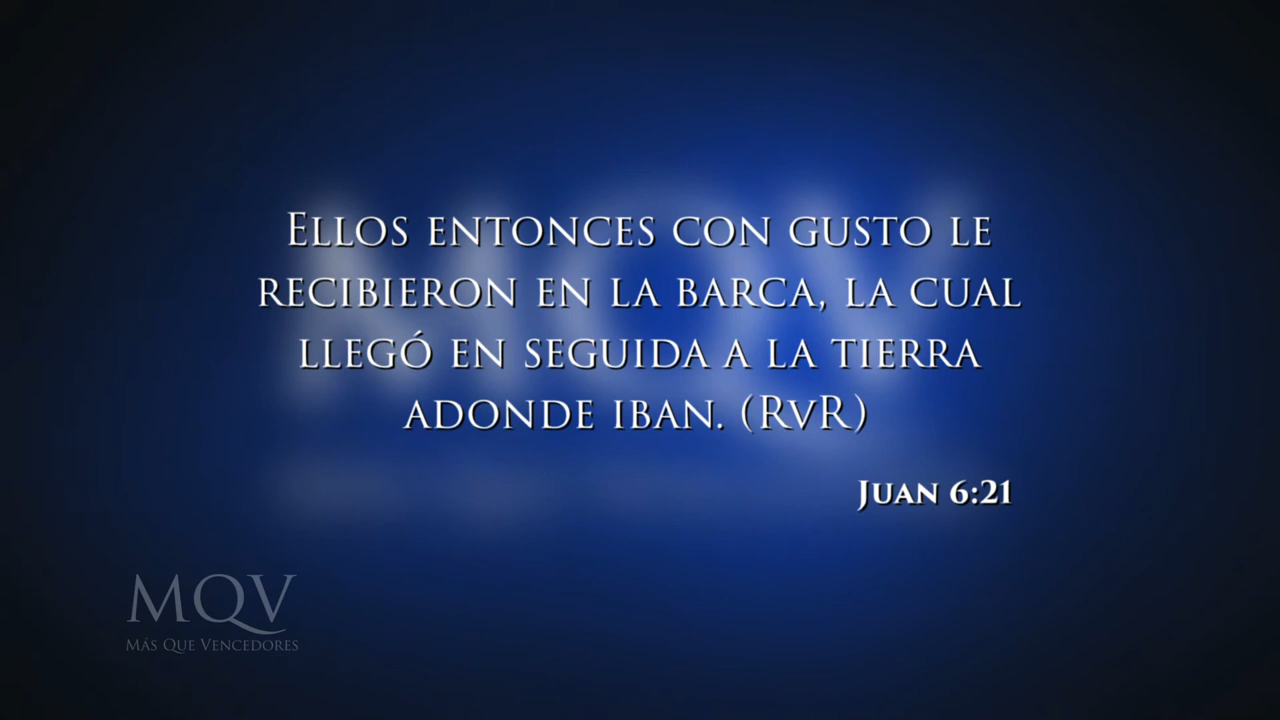 Ellos entonces con gusto le
recibieron en la barca, la cual
llegó en seguida a la tierra
adonde iban. (RvR)
Juan 6:21
MQV
Más Que Vencedores